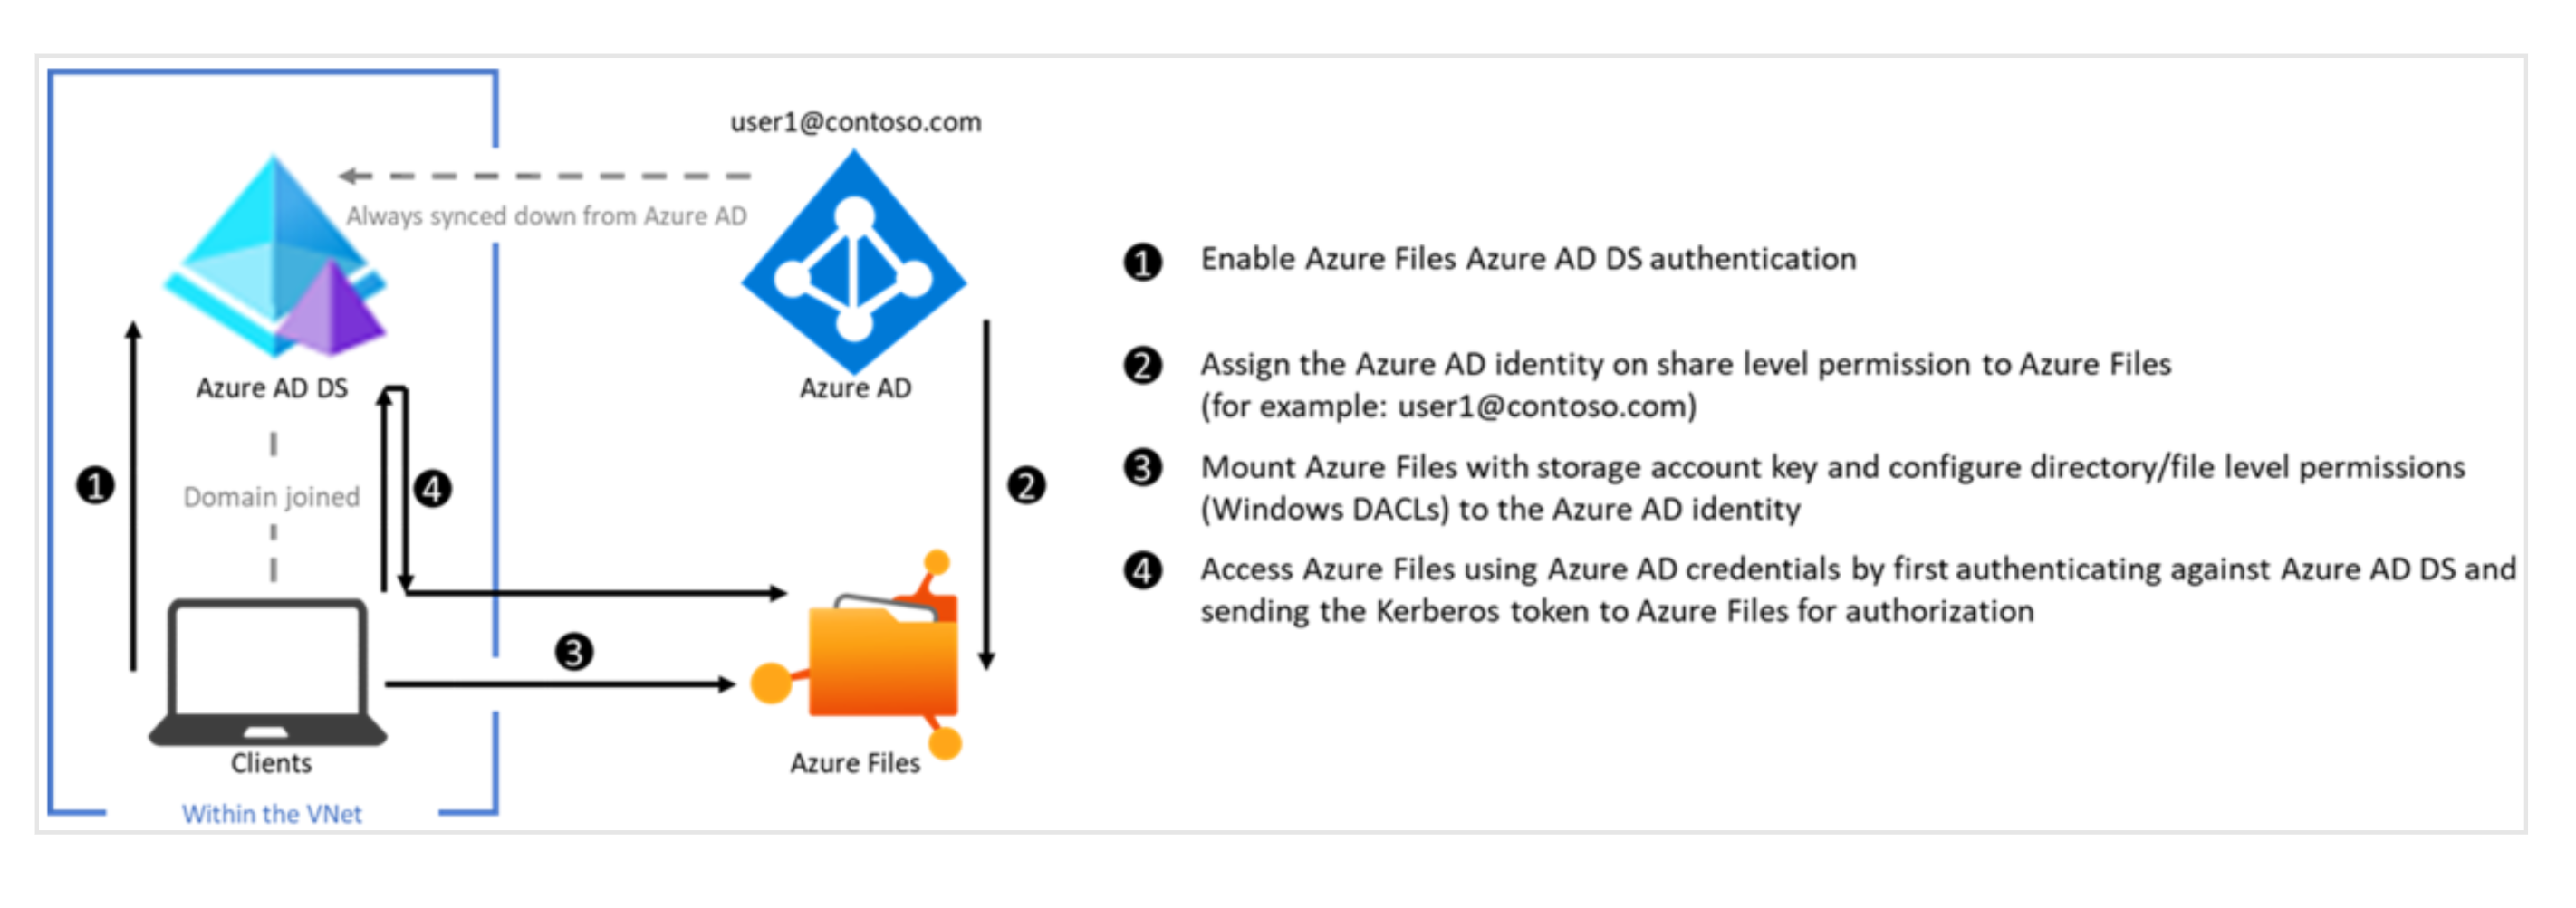 user1@contoso.com
Always synced down from Azure AD
Azure AD DS
Azure AD
1
Domain joined
4
2
3
Clients
Azure Files
Within the VNet
1 Enable Azure Files Azure AD DS authentication
2 Assign the Azure AD identity on share level permission to Azure Files
(for example: user1@contoso.com)
3 Mount Azure Files with storage account key and configure directory/file level permissions
(Windows DACLs) to the Azure AD identity
4 Access Azure Files using Azure AD credentials by first authenticating against Azure AD DS and
sending the Kerberos token to Azure Files for authorization